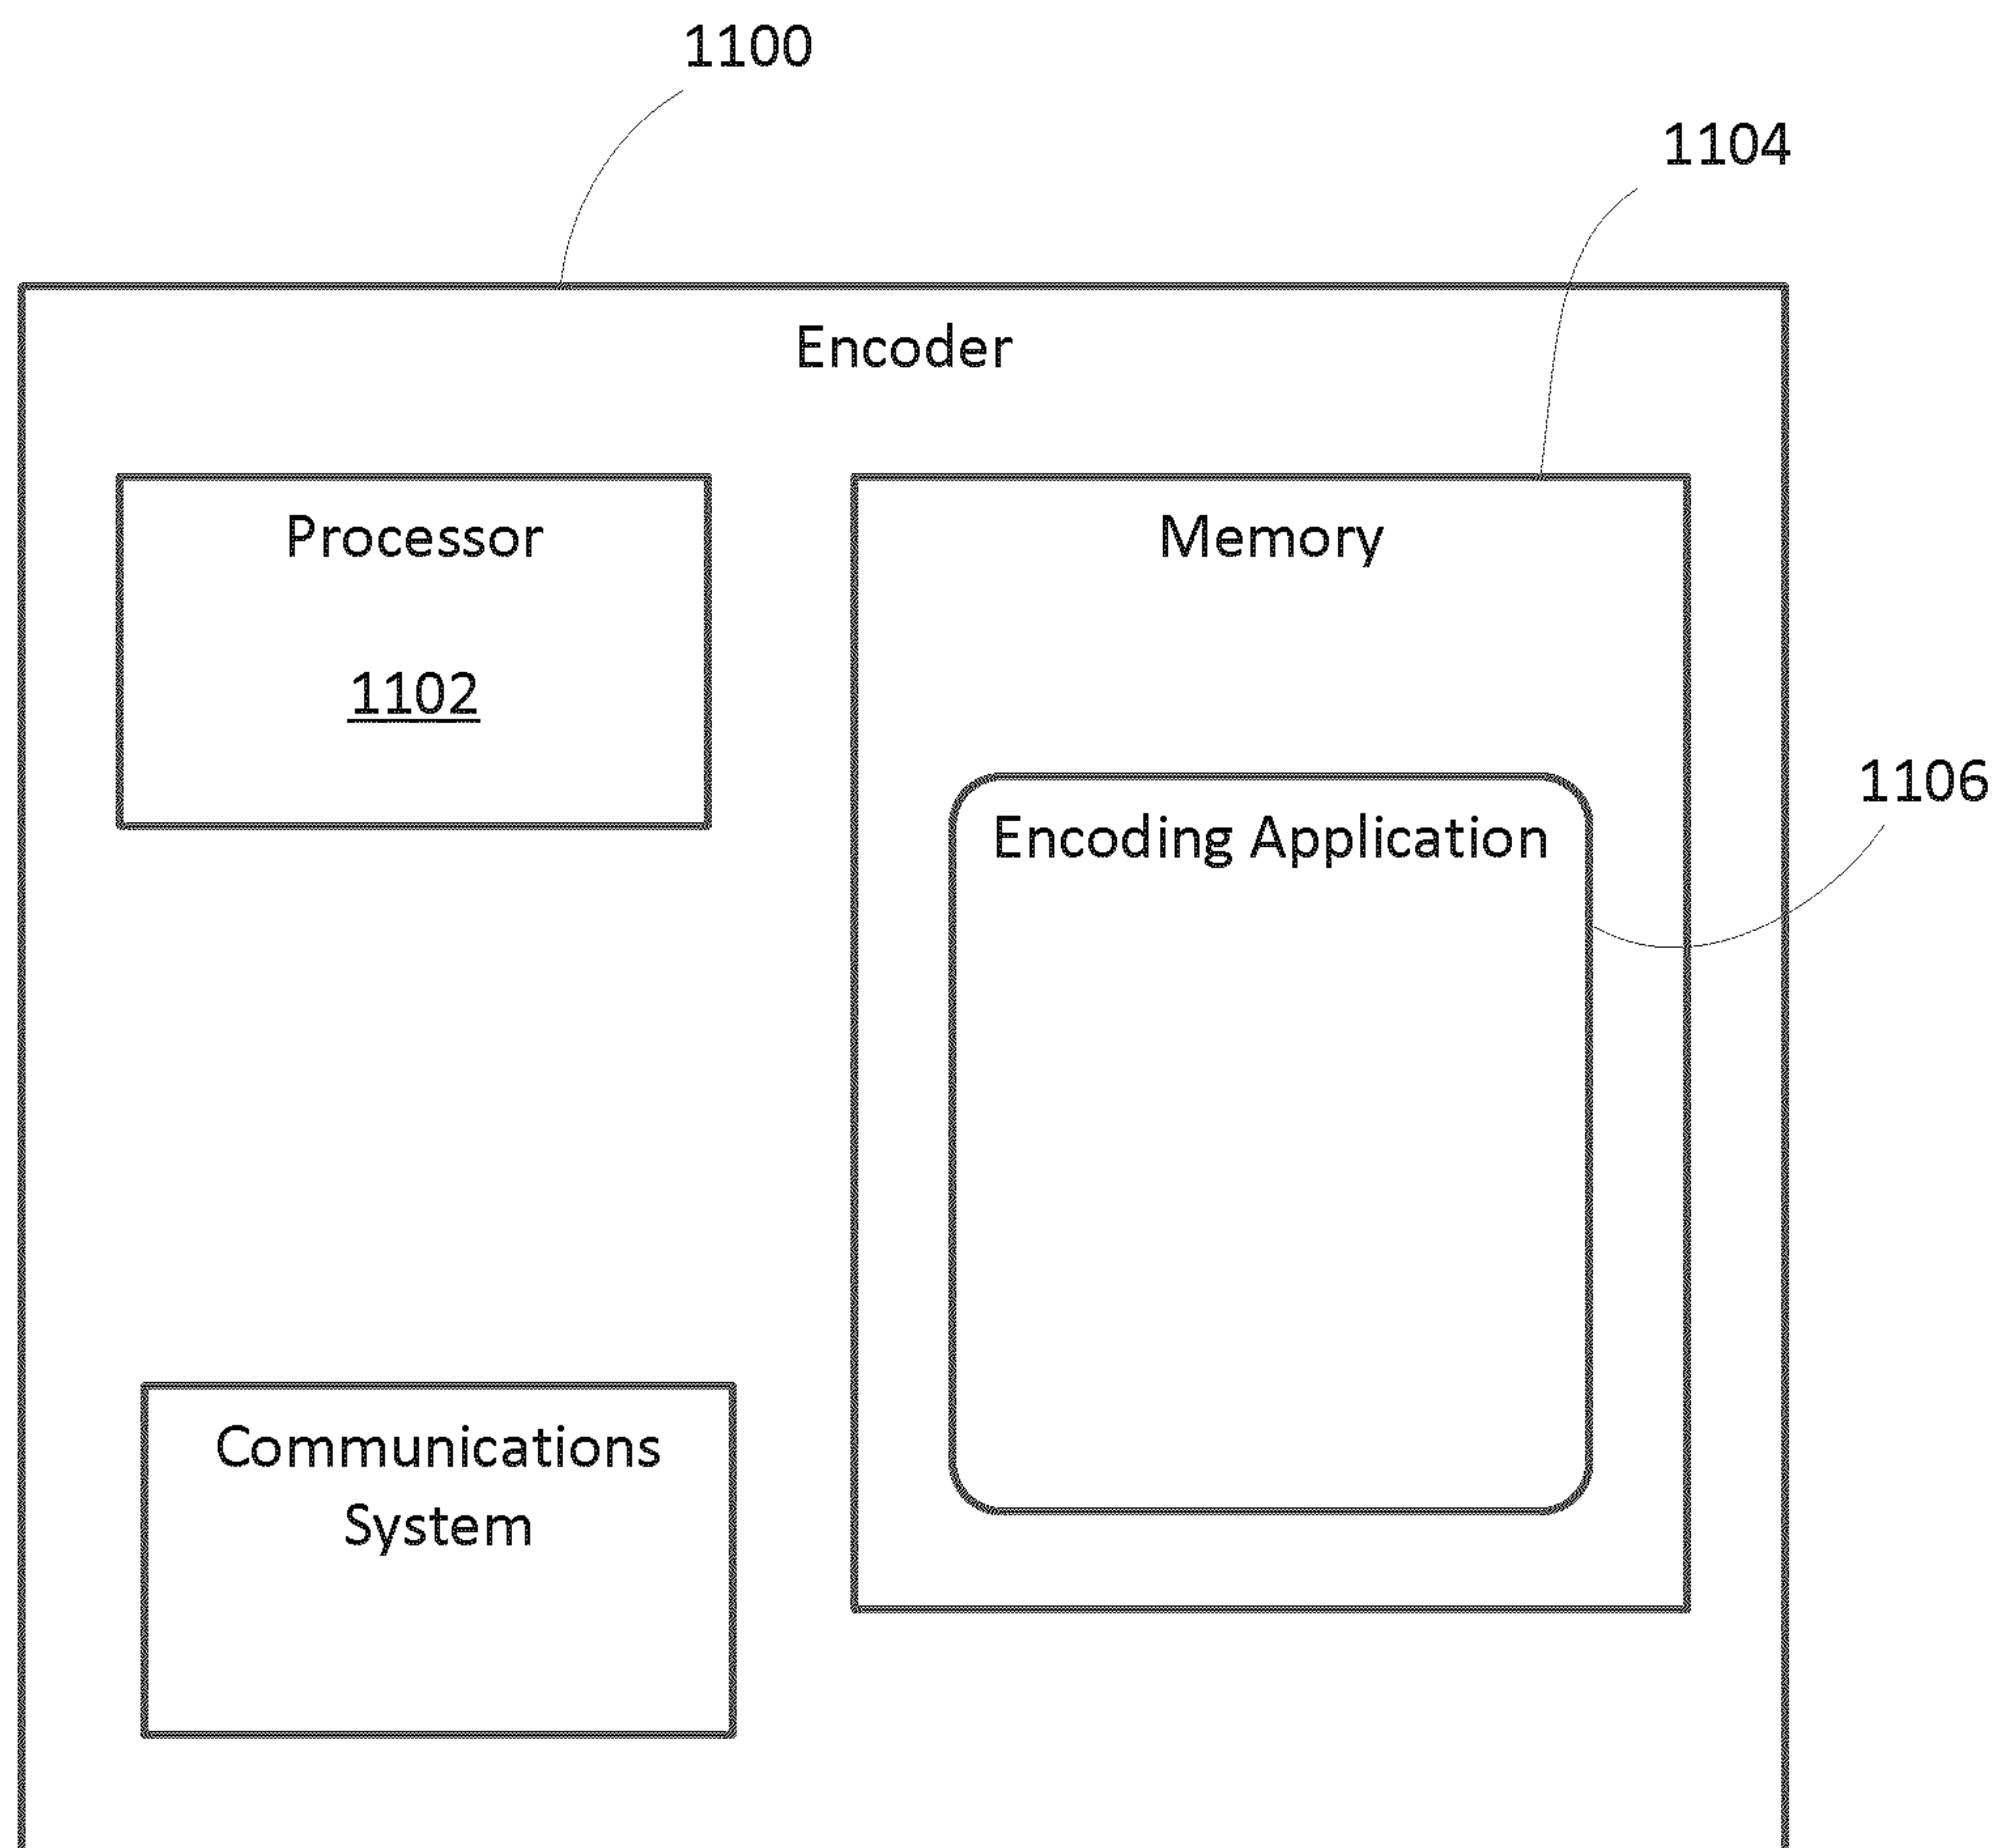 1100
1104
Encoder
Processor
Memory
1102
1106
Encoding Application
Communications
System